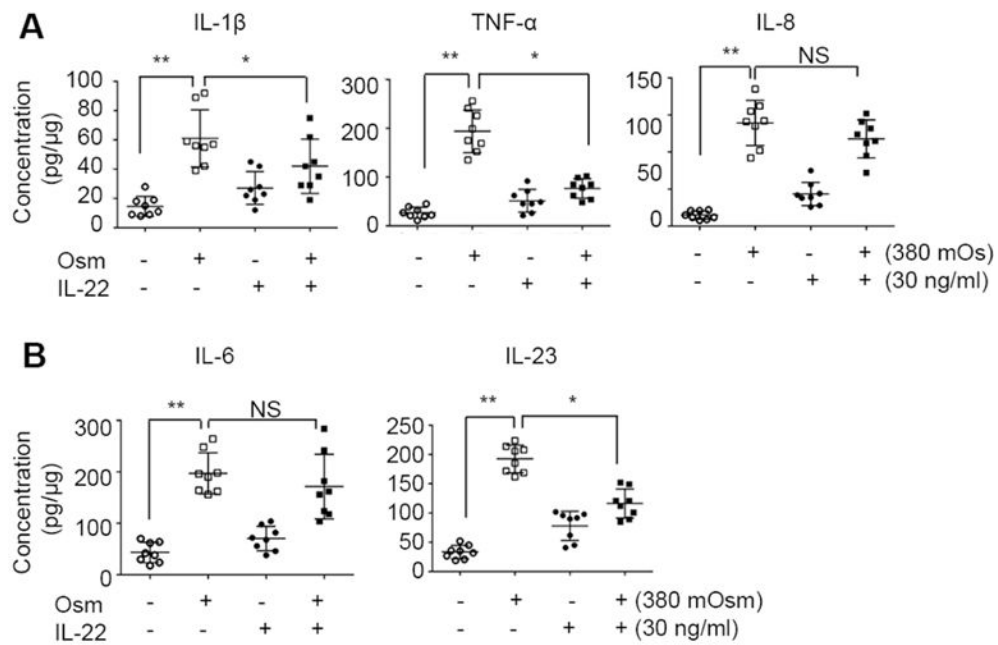 A
IL-1β TNF-α IL-8
** * ** * ** NS
Concentration
(pg/µg)
100
80
60
40
20
0
300
200
100
0
150
100
50
0
Osm - + - + - + - + - + - + (380 mOs)
IL-22 - - + + - - + + - - + + (30 ng/ml)
B
IL-6 IL-23
** NS ** *
Concentration
(pg/µg)
300
200
100
0
250
200
150
100
50
0
Osm - + - + - + - + (380 mOsm)
IL-22 - - + + - - + + (30 ng/ml)